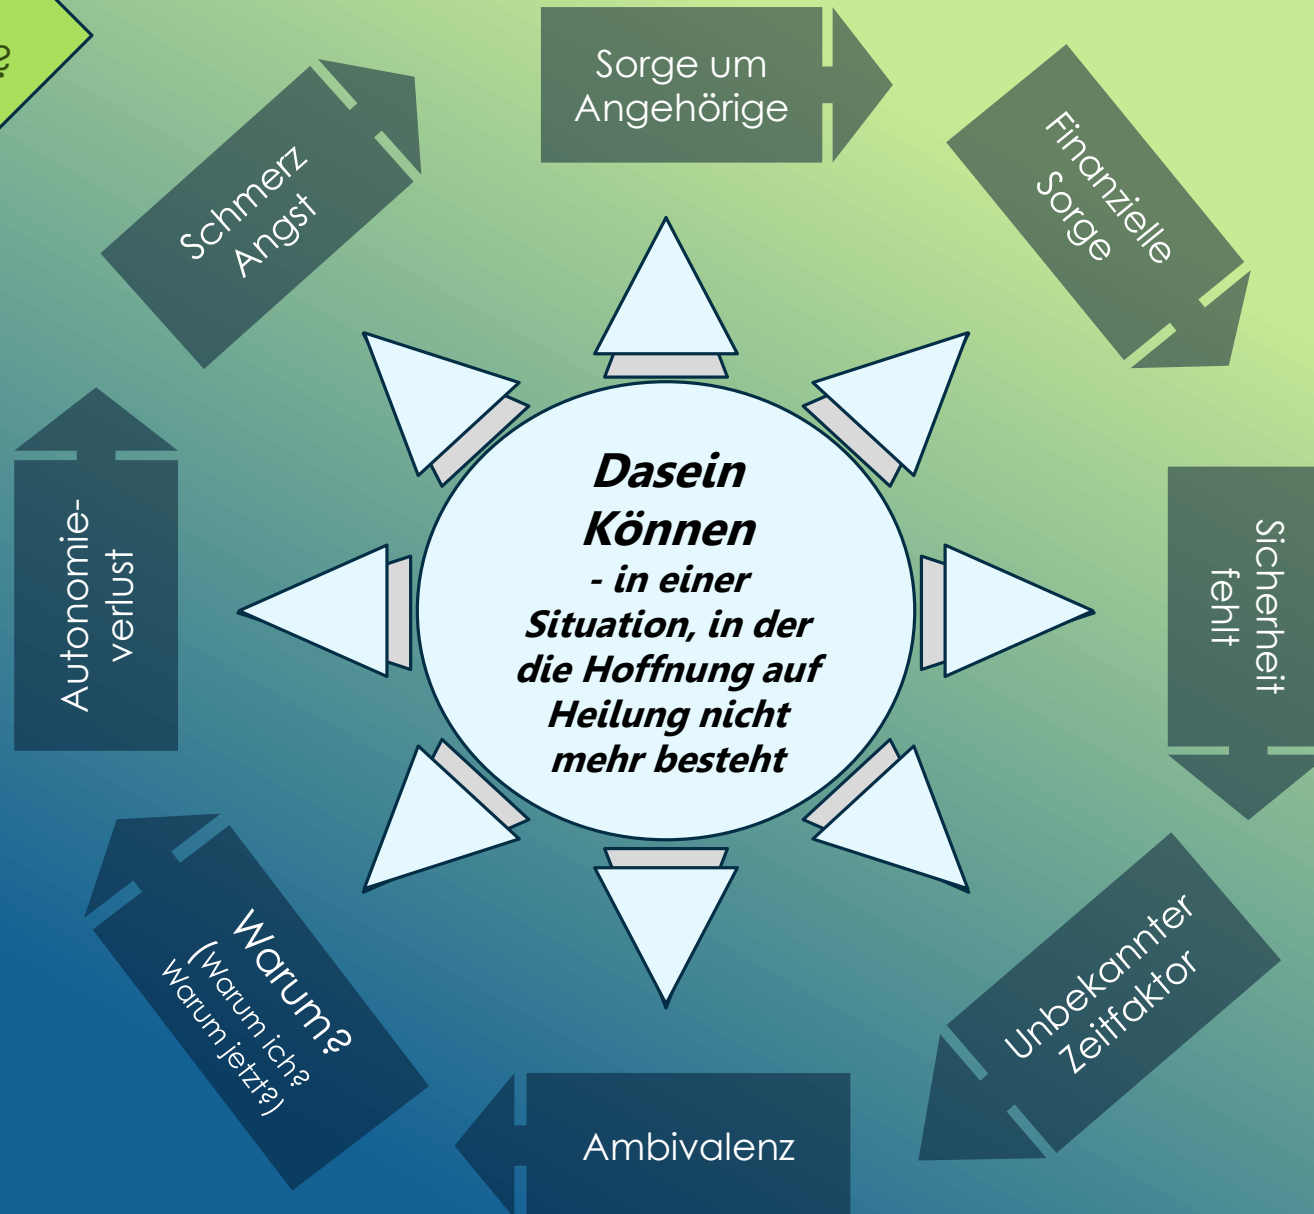 ?
Sorge um
Angehörige
Finanzielle
Sorge
Sicherheit
fehlt
Unbekannter
Zeitfaktor
Ambivalenz
Warum?
(Warum ich?
Warum jetzt?)
Autonomie-
verlust
Schmerz
Angst
Dasein
Können
- in einer
Situation, in der
die Hoffnung auf
Heilung nicht
mehr besteht